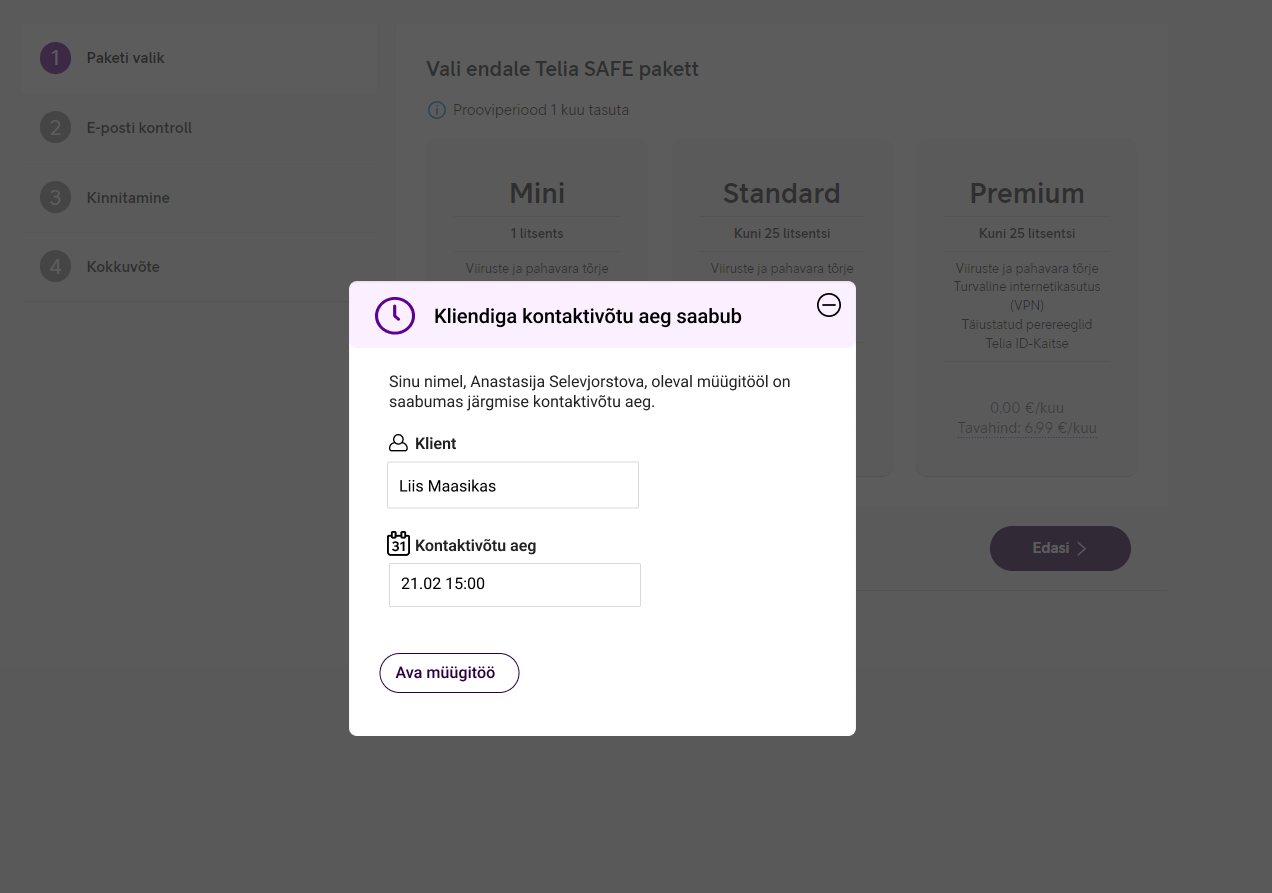 1 Paketi valik
2 E-posti kontroll
3 Kinnitamine
4 Kokkuvõte
Vali endale Telia SAFE pakett
Prooviperiood 1 kuu tasuta
Mini
1 litsents
Viiruste ja pahavara tõrje
Standard
Kuni 25 litsentsi
Viiruste ja pahavara tõrje
Premium
Kuni 25 litsentsi
Viiruste ja pahavara tõrje
Turvaline internetikasutus
(VPN)
Täiustatud perereeglid
Telia ID-Kaitse
0,00 €/kuu
Tavahind: 6,99 €/kuu
Edasi
Kliendiga kontaktivõtu aeg saabub
Sinu nimel, Anastasija Selevjorstova, oleval müügitööl on
saabumas järgmise kontaktivõtu aeg.
Klient
Liis Maasikas
31 Kontaktivõtu aeg
21.02 15:00
Ava müügitöö